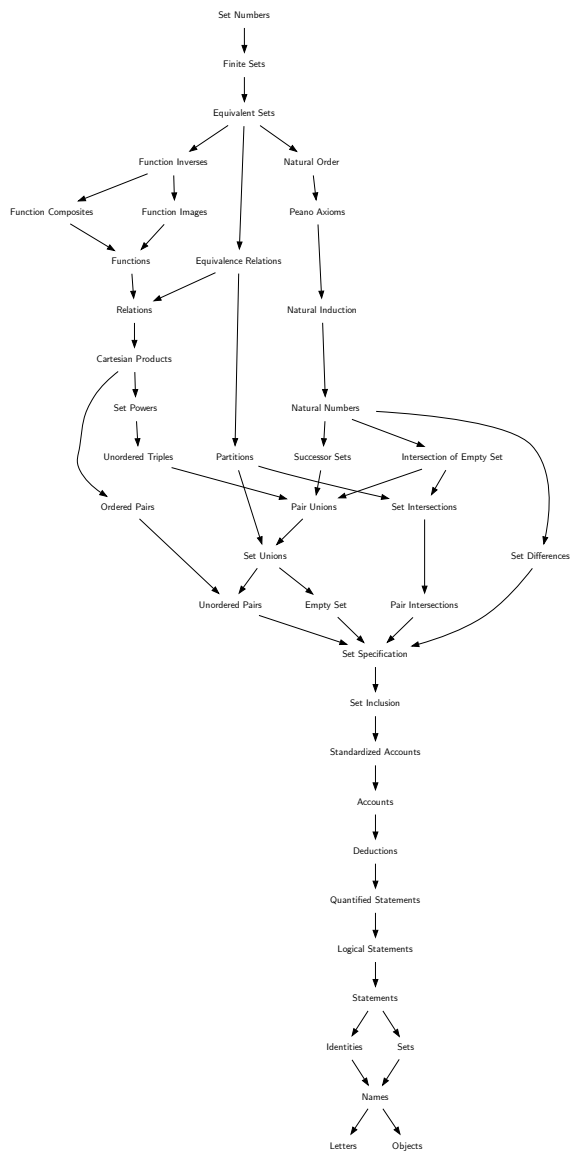 Set Numbers
Finite Sets
Equivalent Sets
Function Inverses
Natural Order
Function Composites
Function Images
Peano Axioms
Functions
Equivalence Relations
Relations
Natural Induction
Cartesian Products
Set Powers
Natural Numbers
Unordered Triples
Partitions
Successor Sets
Intersection of Empty Set
Ordered Pairs
Pair Unions
Set Intersections
Set Unions
Set Differences
Unordered Pairs
Empty Set
Pair Intersections
Set Specification
Set Inclusion
Standardized Accounts
Accounts
Deductions
Quantified Statements
Logical Statements
Statements
Identities
Sets
Names
Letters
Objects